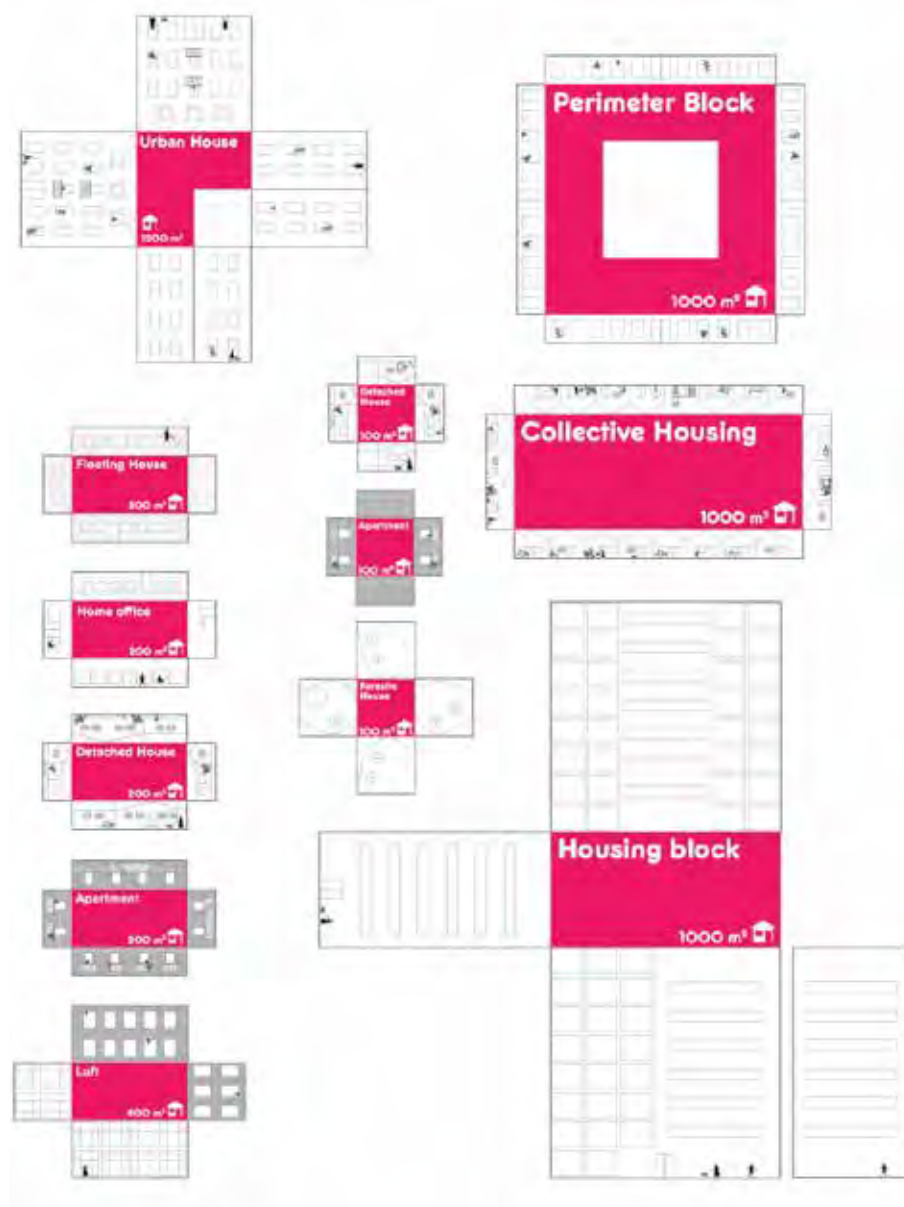 Urban House
1200 m²
Perimeter Block
1000 m²
Detached
House
100 m²
Collective Housing
1000 m²
Floating House
200 m²
Apartment
100 m²
Home office
200 m²
Parasite
House
100 m²
Detached House
200 m²
Housing block
1000 m²
Apartment
200 m²
Loft
400 m²